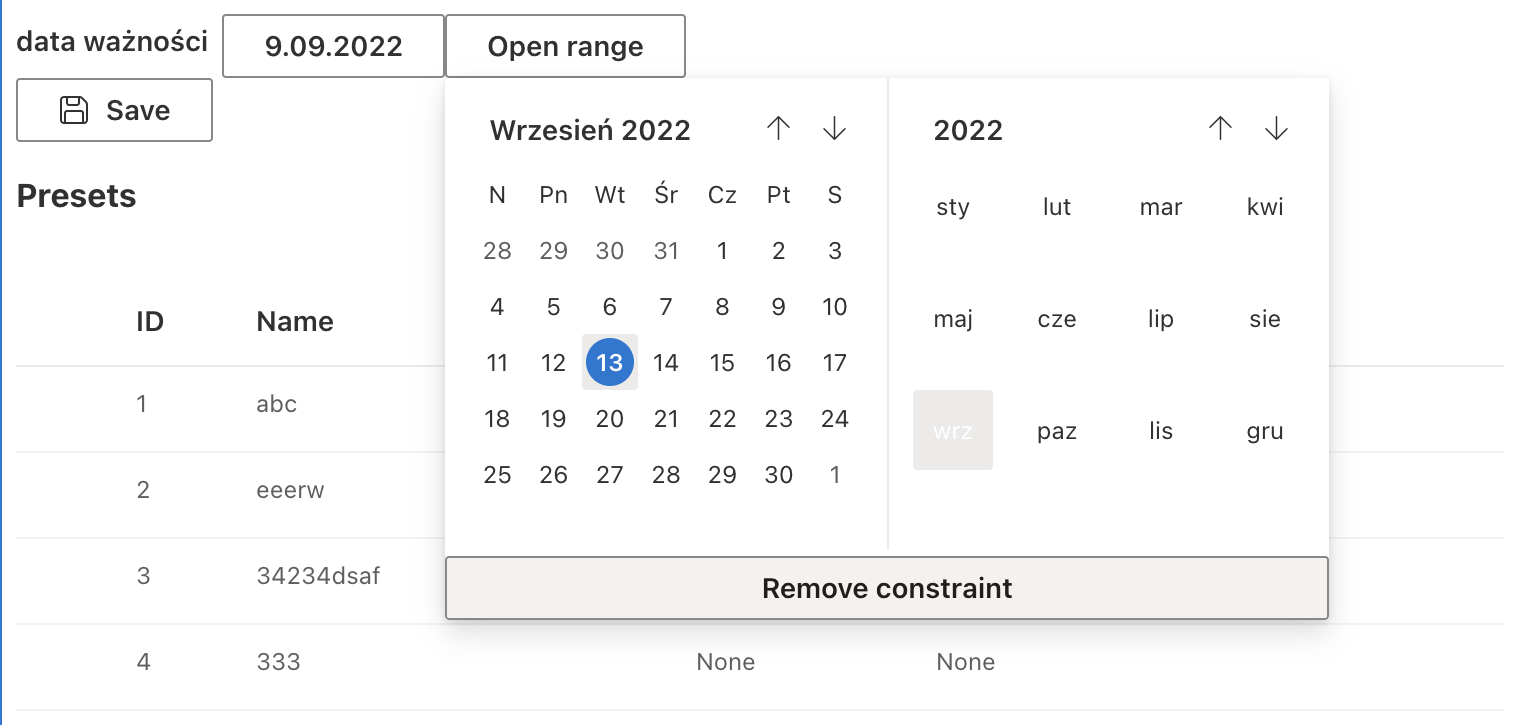 data ważności 9.09.2022 Open range
Save
Presets
Wrzesień 2022
N Pn Wt Śr Cz Pt S
28 29 30 31 1 2 3
4 5 6 7 8 9 10
11 12 13 14 15 16 17
18 19 20 21 22 23 24
25 26 27 28 29 30 1
2022
sty lut mar kwi
maj cze lip sie
wrz paz lis gru
Remove constraint
ID Name
1 abc
2 eeerw
3 34234dsaf
4 333 None None